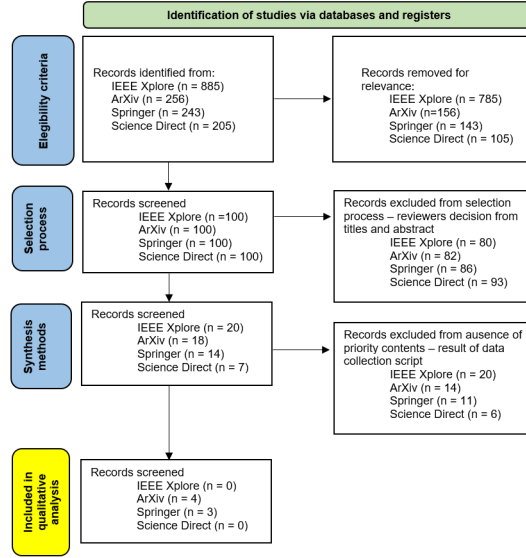 Identification of studies via databases and registers
Elegibility criteria
Records identified from:
IEEE Xplore (n = 885)
ArXiv (n = 256)
Springer (n = 243)
Science Direct (n = 205)
Records removed for
relevance:
IEEE Xplore (n = 785)
ArXiv (n=156)
Springer (n = 143)
Science Direct (n = 105)
Selection
process
Records screened
IEEE Xplore (n =100)
ArXiv (n = 100)
Springer (n = 100)
Science Direct (n = 100)
Records excluded from selection
process – reviewers decision from
titles and abstract
IEEE Xplore (n = 80)
ArXiv (n = 82)
Springer (n = 86)
Science Direct (n = 93)
Synthesis
methods
Records screened
IEEE Xplore (n = 20)
ArXiv (n = 18)
Springer (n = 14)
Science Direct (n = 7)
Records excluded from ausence of
priority contents – result of data
collection script
IEEE Xplore (n = 20)
ArXiv (n = 14)
Springer (n = 11)
Science Direct (n = 6)
Included in
qualitative
analysis
Records screened
IEEE Xplore (n = 0)
ArXiv (n = 4)
Springer (n = 3)
Science Direct (n = 0)